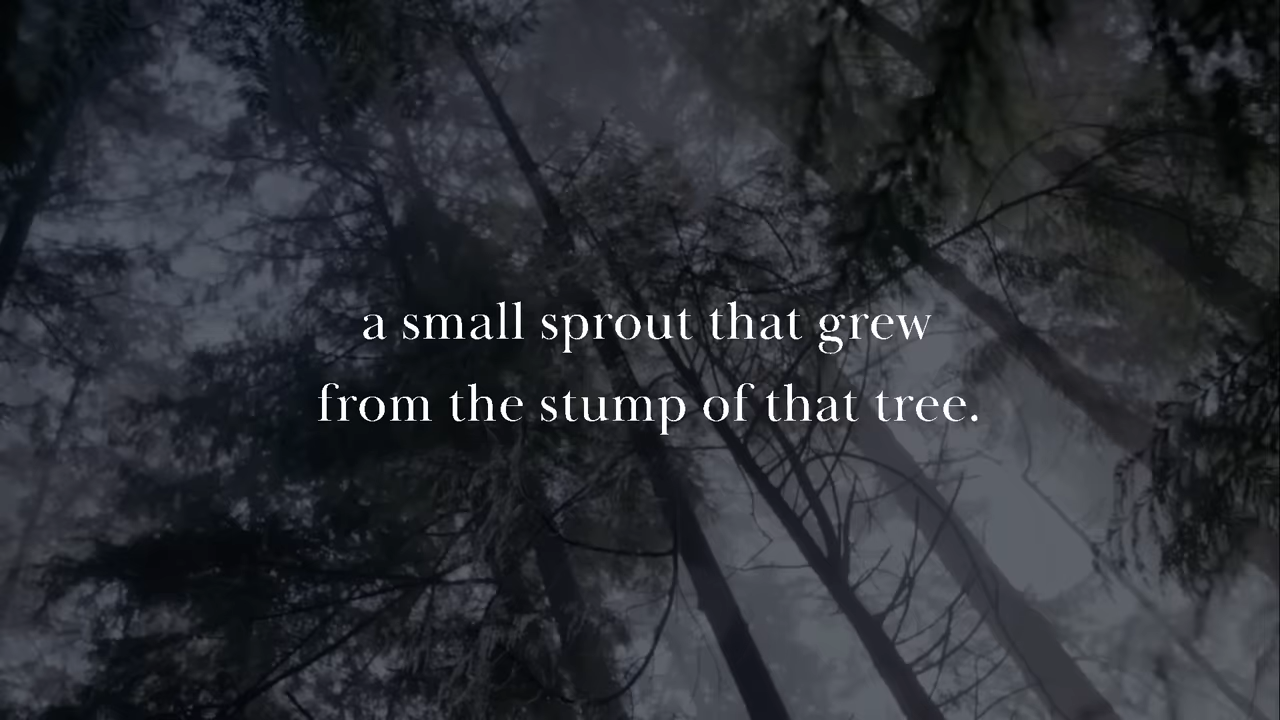 a small sprout that grew
from the stump of that tree.